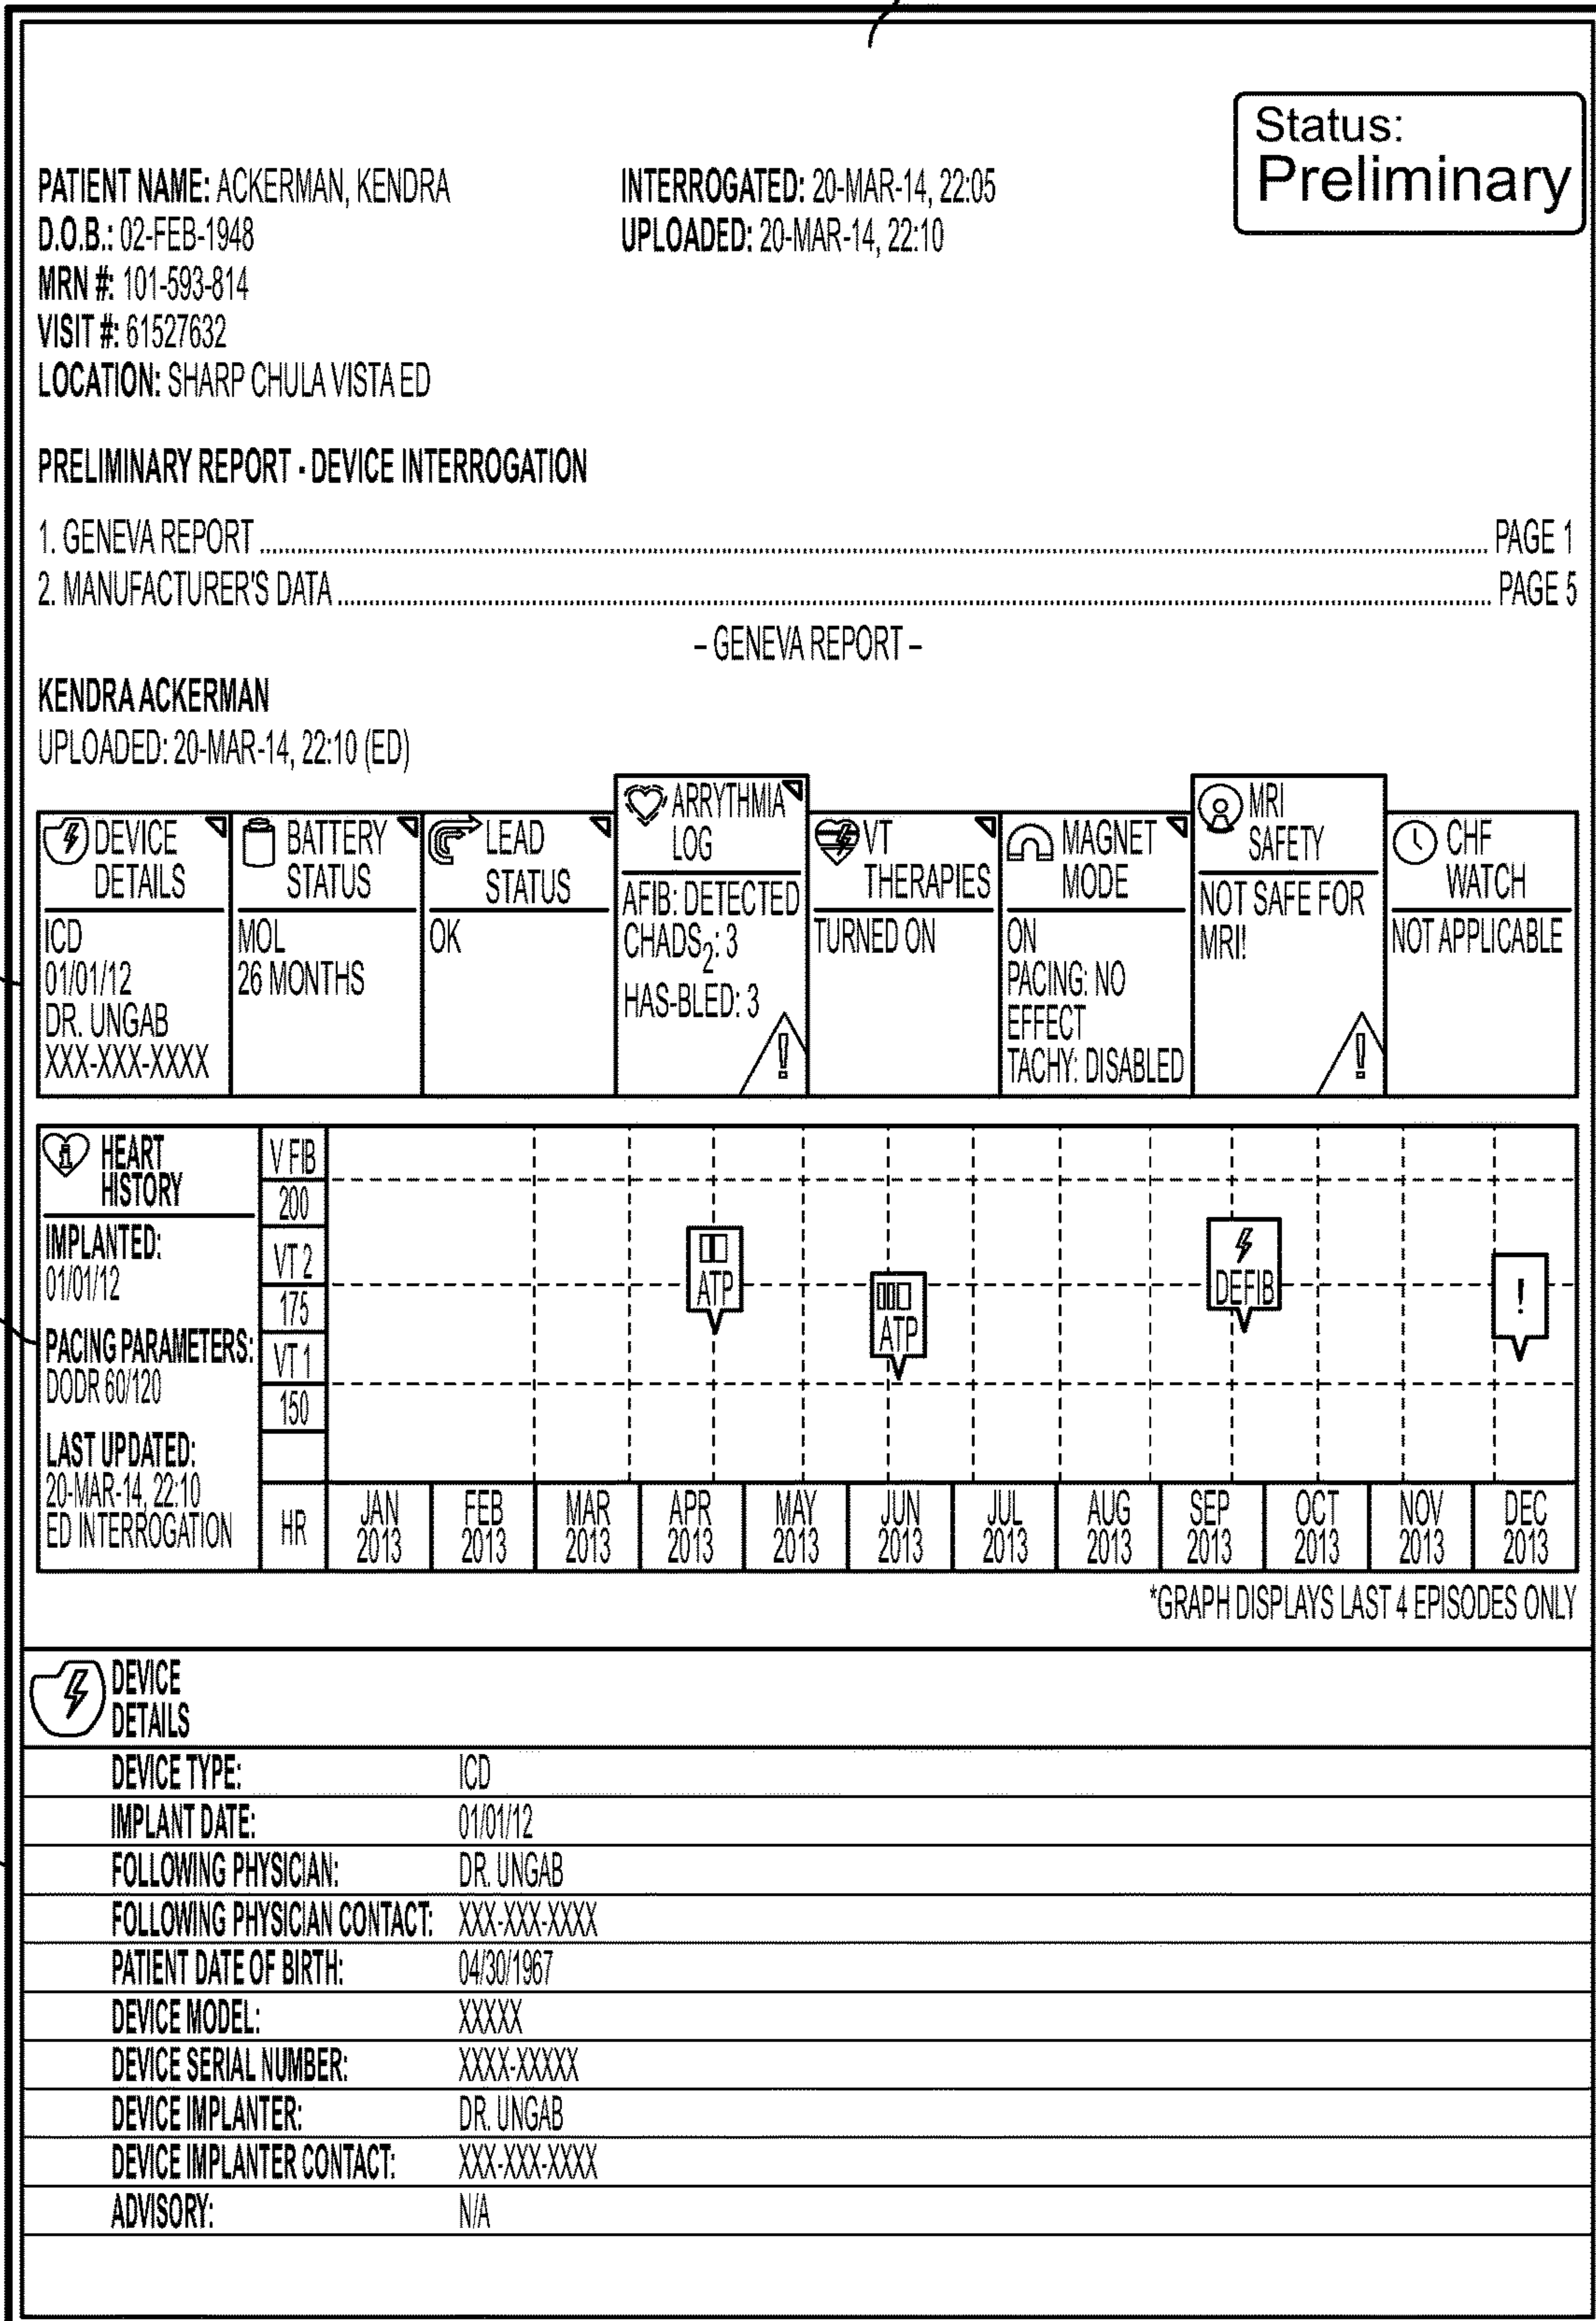 Status:
Preliminary
PATIENT NAME: ACKERMAN, KENDRA
D.O.B.: 02-FEB-1948
MRN #: 101-593-814
VISIT #: 61527632
LOCATION: SHARP CHULA VISTA ED
INTERROGATED: 20-MAR-14, 22:05
UPLOADED: 20-MAR-14, 22:10
PRELIMINARY REPORT - DEVICE INTERROGATION
1. GENEVA REPORT ........ PAGE 1
2. MANUFACTURER'S DATA ........ PAGE 5
– GENEVA REPORT –
KENDRA ACKERMAN
UPLOADED: 20-MAR-14, 22:10 (ED)
DEVICE
DETAILS
ICD
01/01/12
DR. UNGAB
XXX-XXX-XXXX
BATTERY
STATUS
MOL
26 MONTHS
LEAD
STATUS
OK
ARRYTHMIA
LOG
AFIB: DETECTED
CHADS₂: 3
HAS-BLED: 3
!
VT
THERAPIES
TURNED ON
MAGNET
MODE
ON
PACING: NO
EFFECT
TACHY: DISABLED
MRI
SAFETY
NOT SAFE FOR
MRI!
!
CHF
WATCH
NOT APPLICABLE
i
HEART
HISTORY
IMPLANTED:
01/01/12
PACING PARAMETERS:
DODR 60/120
LAST UPDATED:
20-MAR-14, 22:10
ED INTERROGATION
V FIB
200
VT 2
175
VT 1
150
HR
ATP
ATP
DEFIB
!
JAN
2013
FEB
2013
MAR
2013
APR
2013
MAY
2013
JUN
2013
JUL
2013
AUG
2013
SEP
2013
OCT
2013
NOV
2013
DEC
2013
*GRAPH DISPLAYS LAST 4 EPISODES ONLY
DEVICE
DETAILS
DEVICE TYPE: ICD
IMPLANT DATE: 01/01/12
FOLLOWING PHYSICIAN: DR. UNGAB
FOLLOWING PHYSICIAN CONTACT: XXX-XXX-XXXX
PATIENT DATE OF BIRTH: 04/30/1967
DEVICE MODEL: XXXXX
DEVICE SERIAL NUMBER: XXXX-XXXXX
DEVICE IMPLANTER: DR. UNGAB
DEVICE IMPLANTER CONTACT: XXX-XXX-XXXX
ADVISORY: N/A